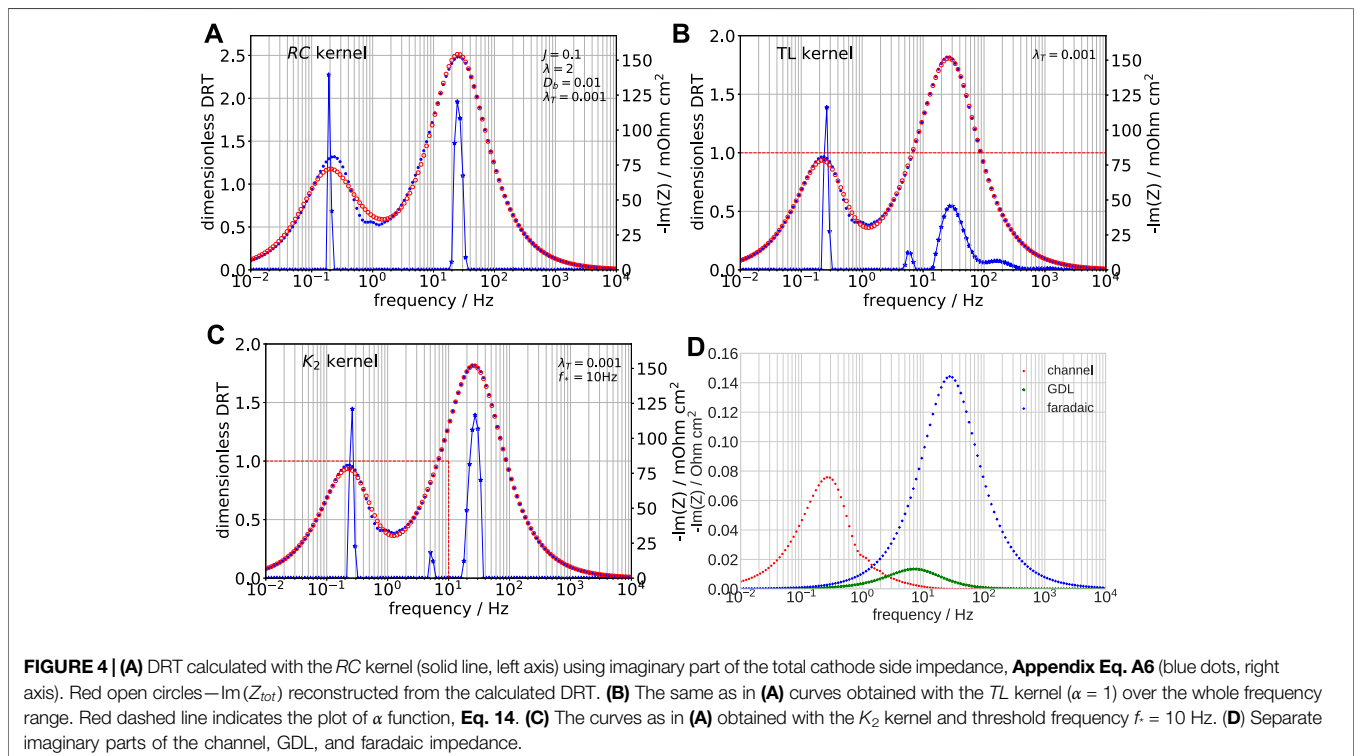 A
RC kernel
J = 0.1
λ = 2
D_b = 0.01
λ_T = 0.001
dimensionless DRT
2.5
2.0
1.5
1.0
0.5
0.0
150
125
100
75
50
25
0
-Im(Z) / mOhm cm²
10⁻² 10⁻¹ 10⁰ 10¹ 10² 10³ 10⁴
frequency / Hz
B
TL kernel
λ_T = 0.001
dimensionless DRT
2.0
1.5
1.0
0.5
0.0
150
125
100
75
50
25
0
-Im(Z) / mOhm cm²
10⁻² 10⁻¹ 10⁰ 10¹ 10² 10³ 10⁴
frequency / Hz
C
K₂ kernel
λ_T = 0.001
f* = 10Hz
dimensionless DRT
2.0
1.5
1.0
0.5
0.0
150
125
100
75
50
25
0
-Im(Z) / mOhm cm²
10⁻² 10⁻¹ 10⁰ 10¹ 10² 10³ 10⁴
frequency / Hz
D
channel
GDL
faradaic
-Im(Z) / Ohm cm²
0.16
0.14
0.12
0.10
0.08
0.06
0.04
0.02
0.00
10⁻² 10⁻¹ 10⁰ 10¹ 10² 10³ 10⁴
frequency / Hz
FIGURE 4 | (A) DRT calculated with the RC kernel (solid line, left axis) using imaginary part of the total cathode side impedance, Appendix Eq. A6 (blue dots, right
axis). Red open circles—Im(Z_tot) reconstructed from the calculated DRT. (B) The same as in (A) curves obtained with the TL kernel (α = 1) over the whole frequency
range. Red dashed line indicates the plot of α function, Eq. 14. (C) The curves as in (A) obtained with the K₂ kernel and threshold frequency f* = 10 Hz. (D) Separate
imaginary parts of the channel, GDL, and faradaic impedance.